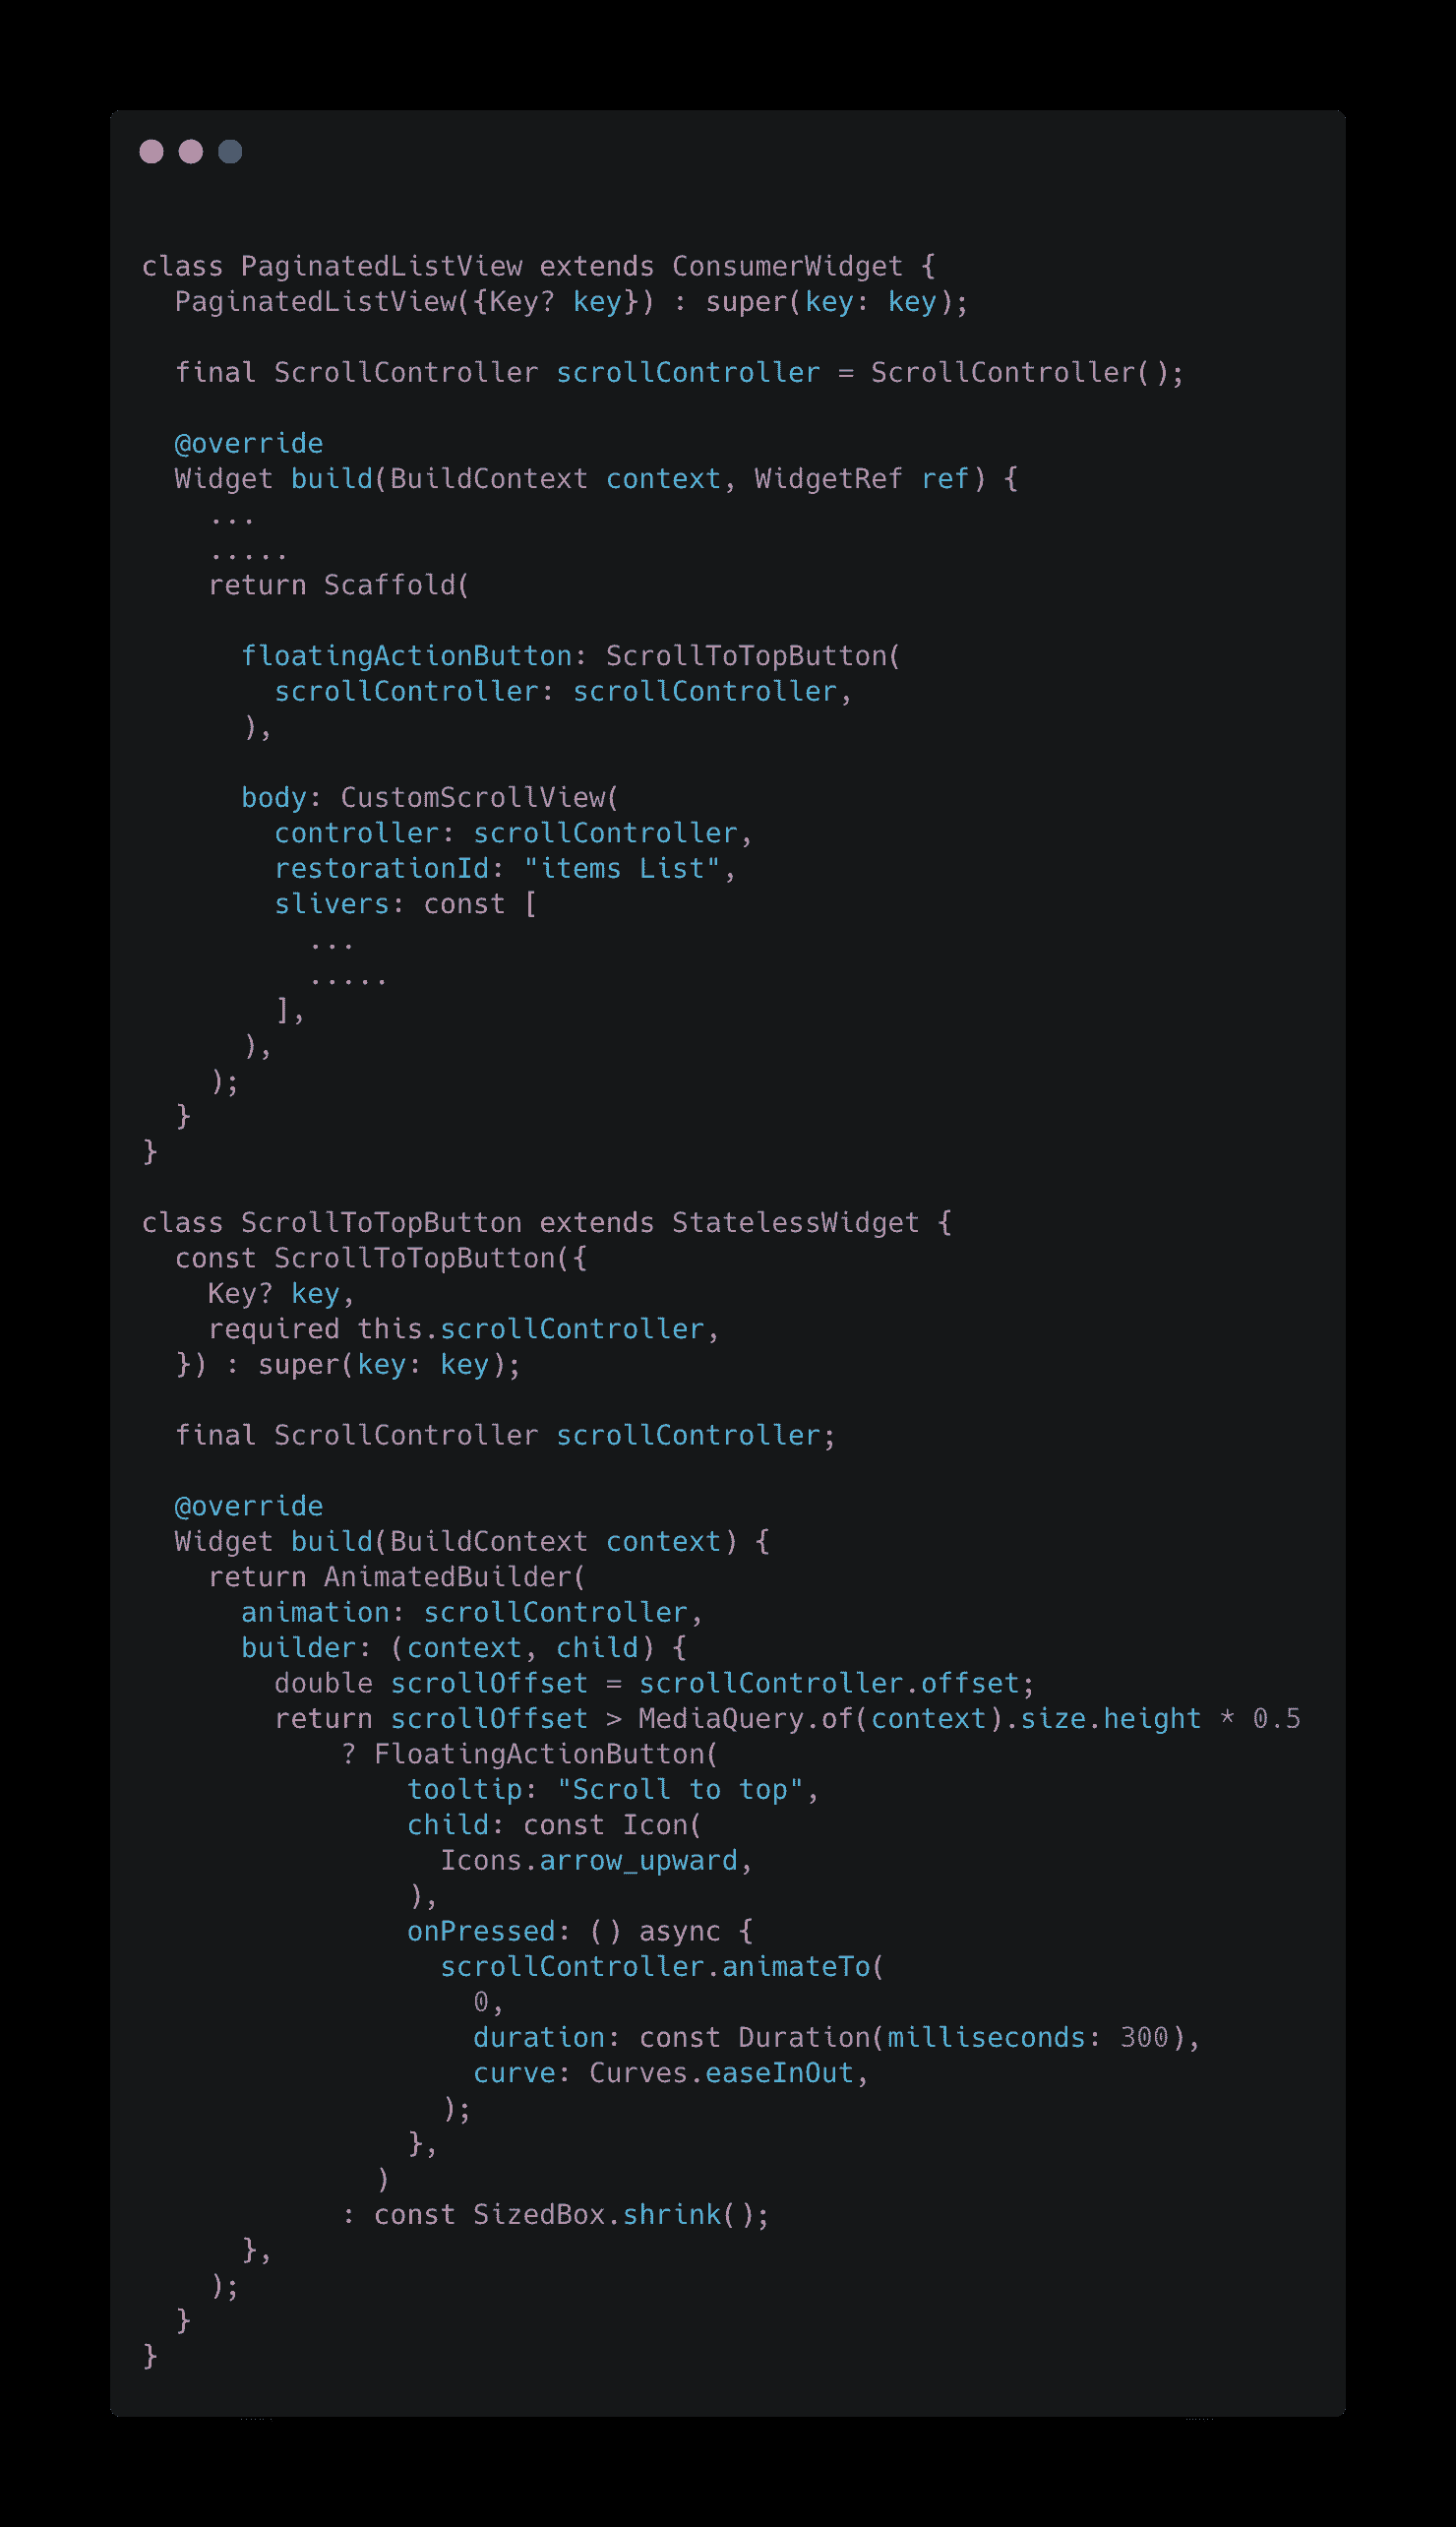 class PaginatedListView extends ConsumerWidget {
  PaginatedListView({Key? key}) : super(key: key);

  final ScrollController scrollController = ScrollController();

  @override
  Widget build(BuildContext context, WidgetRef ref) {
    ...
    .....
    return Scaffold(

      floatingActionButton: ScrollToTopButton(
        scrollController: scrollController,
      ),

      body: CustomScrollView(
        controller: scrollController,
        restorationId: "items List",
        slivers: const [
          ...
          .....
        ],
      ),
    );
  }
}

class ScrollToTopButton extends StatelessWidget {
  const ScrollToTopButton({
    Key? key,
    required this.scrollController,
  }) : super(key: key);

  final ScrollController scrollController;

  @override
  Widget build(BuildContext context) {
    return AnimatedBuilder(
      animation: scrollController,
      builder: (context, child) {
        double scrollOffset = scrollController.offset;
        return scrollOffset > MediaQuery.of(context).size.height * 0.5
            ? FloatingActionButton(
                tooltip: "Scroll to top",
                child: const Icon(
                  Icons.arrow_upward,
                ),
                onPressed: () async {
                  scrollController.animateTo(
                    0,
                    duration: const Duration(milliseconds: 300),
                    curve: Curves.easeInOut,
                  );
                },
              )
            : const SizedBox.shrink();
      },
    );
  }
}